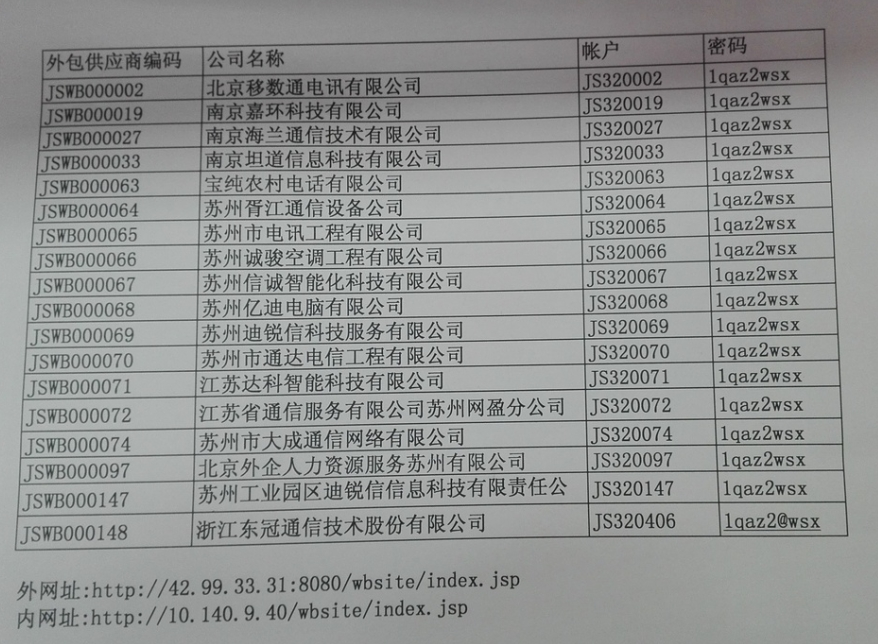 外包供应商编码 公司名称 帐户 密码
JSWB000002 北京移数通电讯有限公司 JS320002 1qaz2wsx
JSWB000019 南京嘉环科技有限公司 JS320019 1qaz2wsx
JSWB000027 南京海兰通信技术有限公司 JS320027 1qaz2wsx
JSWB000033 南京坦道信息科技有限公司 JS320033 1qaz2wsx
JSWB000063 宝纯农村电话有限公司 JS320063 1qaz2wsx
JSWB000064 苏州胥江通信设备公司 JS320064 1qaz2wsx
JSWB000065 苏州市电讯工程有限公司 JS320065 1qaz2wsx
JSWB000066 苏州诚骏空调工程有限公司 JS320066 1qaz2wsx
JSWB000067 苏州信诚智能化科技有限公司 JS320067 1qaz2wsx
JSWB000068 苏州亿迪电脑有限公司 JS320068 1qaz2wsx
JSWB000069 苏州迪锐信科技服务有限公司 JS320069 1qaz2wsx
JSWB000070 苏州市通达电信工程有限公司 JS320070 1qaz2wsx
JSWB000071 江苏达科智能科技有限公司 JS320071 1qaz2wsx
JSWB000072 江苏省通信服务有限公司苏州网盈分公司 JS320072 1qaz2wsx
JSWB000074 苏州市大成通信网络有限公司 JS320074 1qaz2wsx
JSWB000097 北京外企人力资源服务苏州有限公司 JS320097 1qaz2wsx
JSWB000147 苏州工业园区迪锐信信息科技有限责任公 JS320147 1qaz2wsx
JSWB000148 浙江东冠通信技术股份有限公司 JS320406 1qaz2@wsx
外网址:http://42.99.33.31:8080/wbsite/index.jsp
内网址:http://10.140.9.40/wbsite/index.jsp